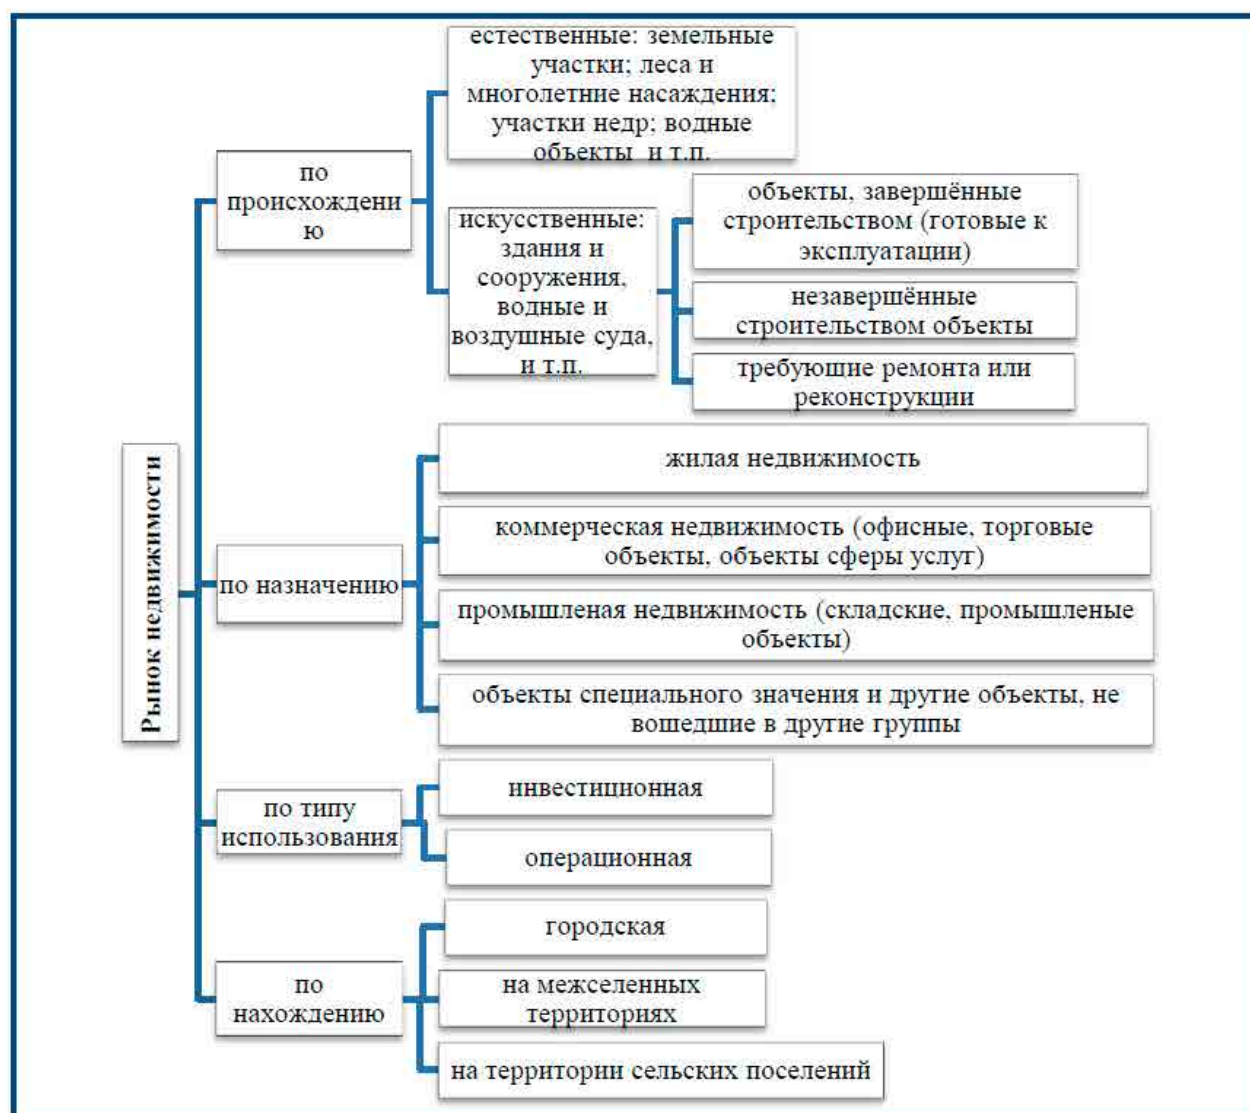 естественные: земельные
участки; леса и
многолетние насаждения;
участки недр; водные
объекты и т.п.
по
происхождени
ю
искусственные:
здания и
сооружения,
водные и
воздушные суда,
и т.п.
объекты, завершённые
строительством (готовые к
эксплуатации)
незавершённые
строительством объекты
требующие ремонта или
реконструкции
Рынок недвижимости
жилая недвижимость
коммерческая недвижимость (офисные, торговые
объекты, объекты сферы услуг)
по назначению
промышленая недвижимость (складские, промышленые
объекты)
объекты специального значения и другие объекты, не
вошедшие в другие группы
по типу
использования
инвестиционная
операционная
по
нахождению
городская
на межселенных
территориях
на территории сельских поселений